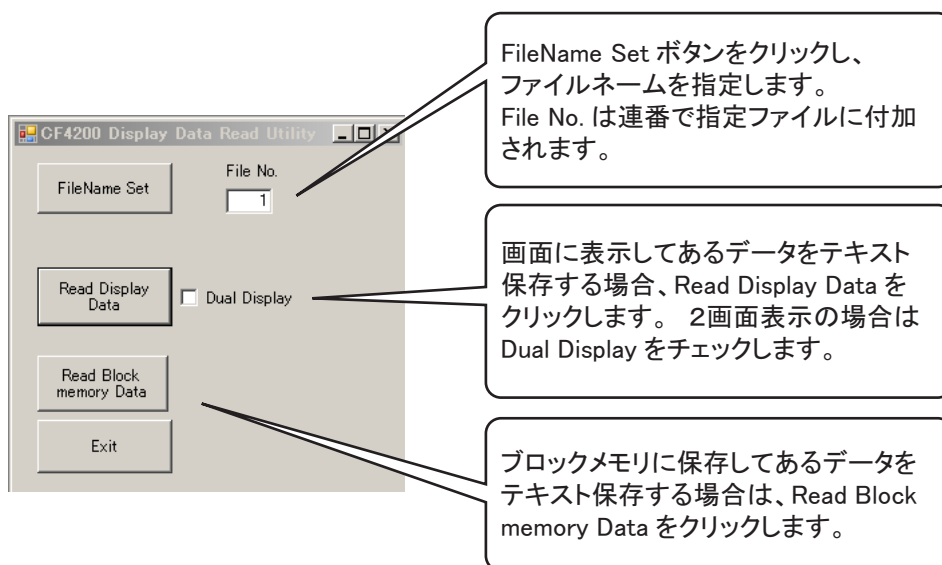 FileName Set ボタンをクリックし、
ファイルネームを指定します。
File No. は連番で指定ファイルに付加
されます。
CF4200 Display Data Read Utility
File No.
FileName Set
1
画面に表示してあるデータをテキスト
保存する場合、Read Display Data を
クリックします。 2画面表示の場合は
Dual Display をチェックします。
Read Display
Data
Dual Display
Read Block
memory Data
Exit
ブロックメモリに保存してあるデータを
テキスト保存する場合は、Read Block
memory Data をクリックします。